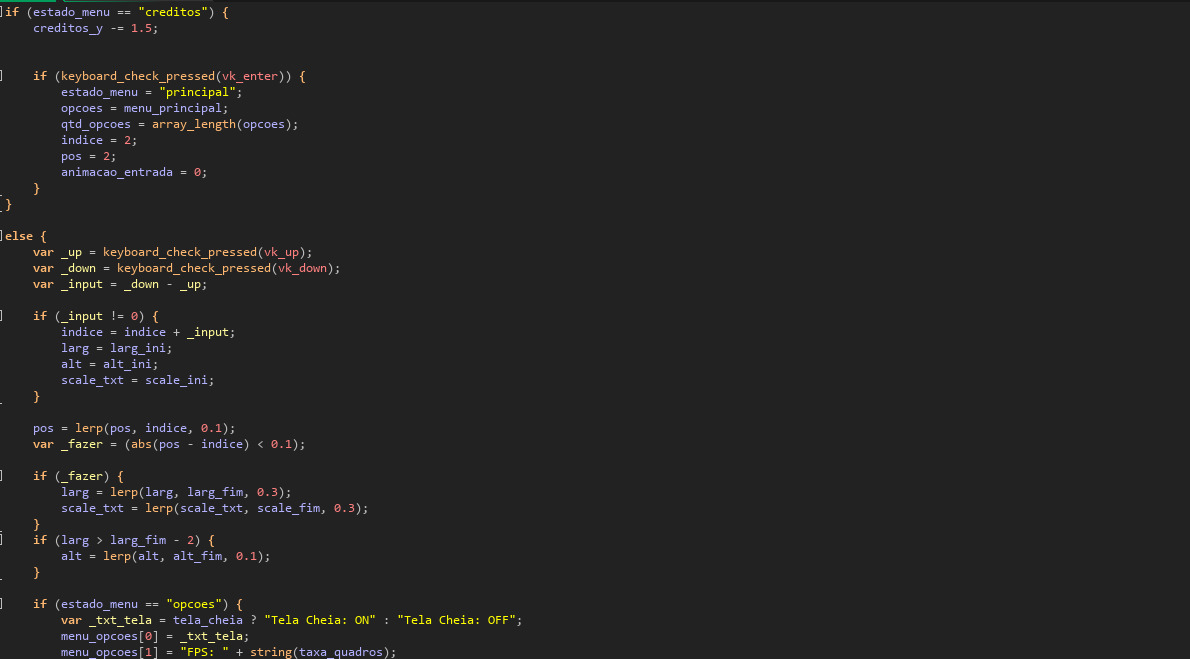 if (estado_menu == "creditos") {
    creditos_y -= 1.5;
    if (keyboard_check_pressed(vk_enter)) {
        estado_menu = "principal";
        opcoes = menu_principal;
        qtd_opcoes = array_length(opcoes);
        indice = 2;
        pos = 2;
        animacao_entrada = 0;
    }
}
else {
    var _up = keyboard_check_pressed(vk_up);
    var _down = keyboard_check_pressed(vk_down);
    var _input = _down - _up;
    if (_input != 0) {
        indice = indice + _input;
        larg = larg_ini;
        alt = alt_ini;
        scale_txt = scale_ini;
    }
    pos = lerp(pos, indice, 0.1);
    var _fazer = (abs(pos - indice) < 0.1);
    if (_fazer) {
        larg = lerp(larg, larg_fim, 0.3);
        scale_txt = lerp(scale_txt, scale_fim, 0.3);
    }
    if (larg > larg_fim - 2) {
        alt = lerp(alt, alt_fim, 0.1);
    }
    if (estado_menu == "opcoes") {
        var _txt_tela = tela_cheia ? "Tela Cheia: ON" : "Tela Cheia: OFF";
        menu_opcoes[0] = _txt_tela;
        menu_opcoes[1] = "FPS: " + string(taxa_quadros);